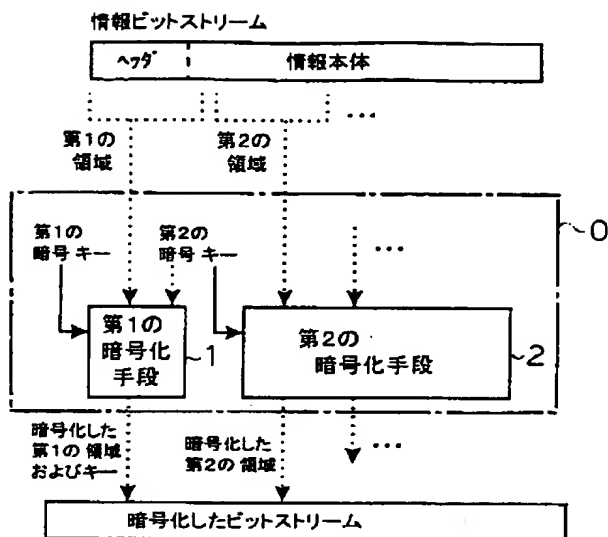 情報ビットストリーム
ヘッダ 情報本体
...
第1の
領域
第2の
領域
0
第1の
暗号キー
第2の
暗号キー
...
第1の
暗号化
手段
1
第2の
暗号化手段
2
暗号化した
第1の領域
およびキー
暗号化した
第2の領域
...
暗号化したビットストリーム